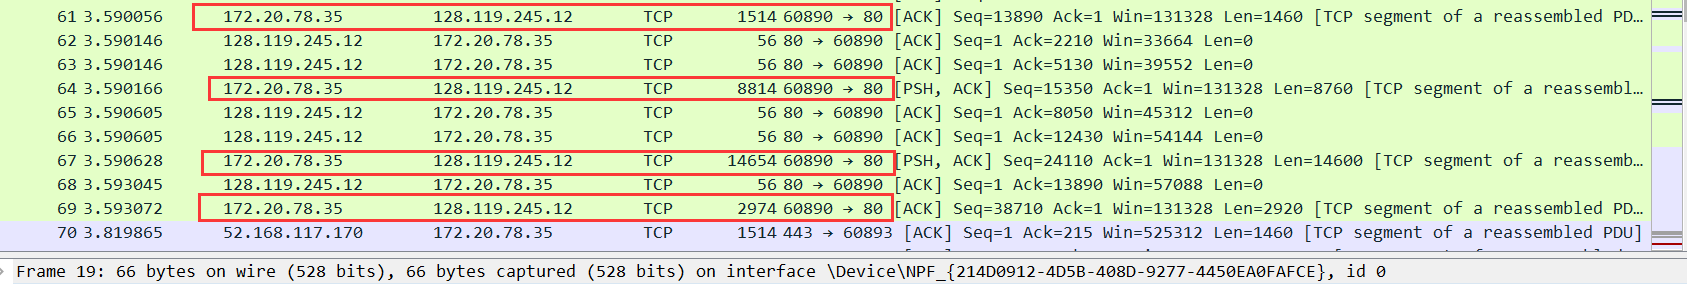 61 3.590056 172.20.78.35 128.119.245.12 TCP 1514 60890 → 80 [ACK] Seq=13890 Ack=1 Win=131328 Len=1460 [TCP segment of a reassembled PD…
62 3.590146 128.119.245.12 172.20.78.35 TCP 56 80 → 60890 [ACK] Seq=1 Ack=2210 Win=33664 Len=0
63 3.590146 128.119.245.12 172.20.78.35 TCP 56 80 → 60890 [ACK] Seq=1 Ack=5130 Win=39552 Len=0
64 3.590166 172.20.78.35 128.119.245.12 TCP 8814 60890 → 80 [PSH, ACK] Seq=15350 Ack=1 Win=131328 Len=8760 [TCP segment of a reassembl…
65 3.590605 128.119.245.12 172.20.78.35 TCP 56 80 → 60890 [ACK] Seq=1 Ack=8050 Win=45312 Len=0
66 3.590605 128.119.245.12 172.20.78.35 TCP 56 80 → 60890 [ACK] Seq=1 Ack=12430 Win=54144 Len=0
67 3.590628 172.20.78.35 128.119.245.12 TCP 14654 60890 → 80 [PSH, ACK] Seq=24110 Ack=1 Win=131328 Len=14600 [TCP segment of a reassemb…
68 3.593045 128.119.245.12 172.20.78.35 TCP 56 80 → 60890 [ACK] Seq=1 Ack=13890 Win=57088 Len=0
69 3.593072 172.20.78.35 128.119.245.12 TCP 2974 60890 → 80 [ACK] Seq=38710 Ack=1 Win=131328 Len=2920 [TCP segment of a reassembled PD…
70 3.819865 52.168.117.170 172.20.78.35 TCP 1514 443 → 60893 [ACK] Seq=1 Ack=215 Win=525312 Len=1460 [TCP segment of a reassembled PDU]
Frame 19: 66 bytes on wire (528 bits), 66 bytes captured (528 bits) on interface \Device\NPF_{214D0912-4D5B-408D-9277-4450EA0FAFCE}, id 0